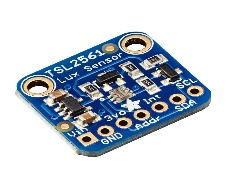 TSL2561
Lux Sensor
Vin
GND
3vo
Addr
Int
SDA
SCL